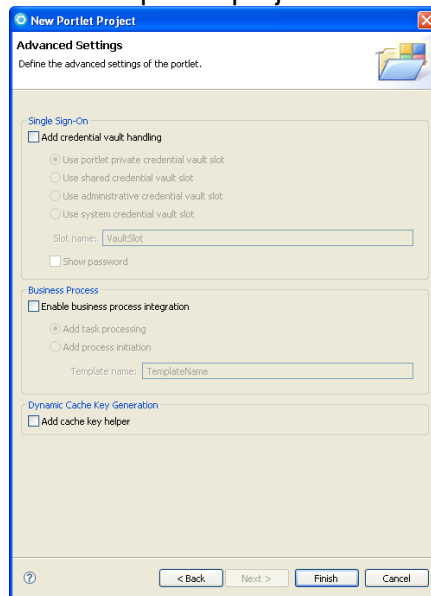 New Portlet Project
Advanced Settings
Define the advanced settings of the portlet.
Single Sign-On
Add credential vault handling
Use portlet private credential vault slot
Use shared credential vault slot
Use administrative credential vault slot
Use system credential vault slot
Slot name: VaultSlot
Show password
Business Process
Enable business process integration
Add task processing
Add process initiation
Template name: TemplateName
Dynamic Cache Key Generation
Add cache key helper
< Back Next > Finish Cancel